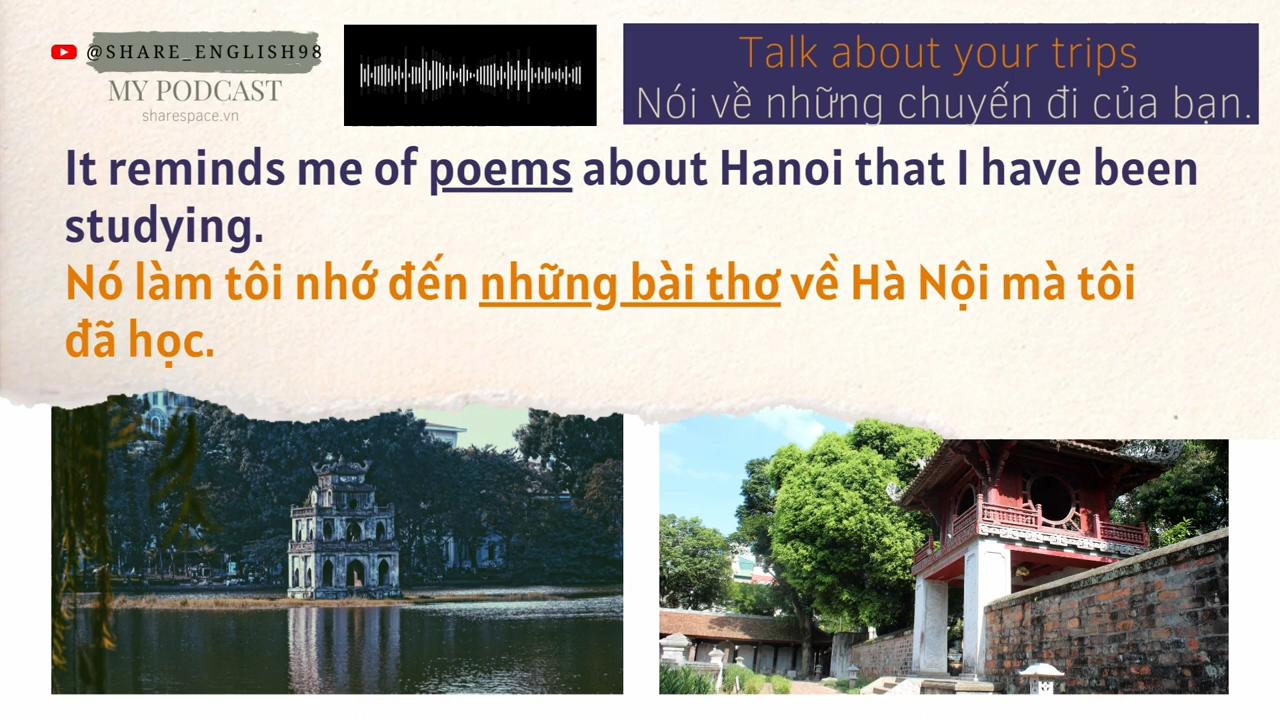 @SHARE_ENGLISH98
MY PODCAST
sharespace.vn
Talk about your trips
Nói về những chuyến đi của bạn.
It reminds me of poems about Hanoi that I have been
studying.
Nó làm tôi nhớ đến những bài thơ về Hà Nội mà tôi
đã học.